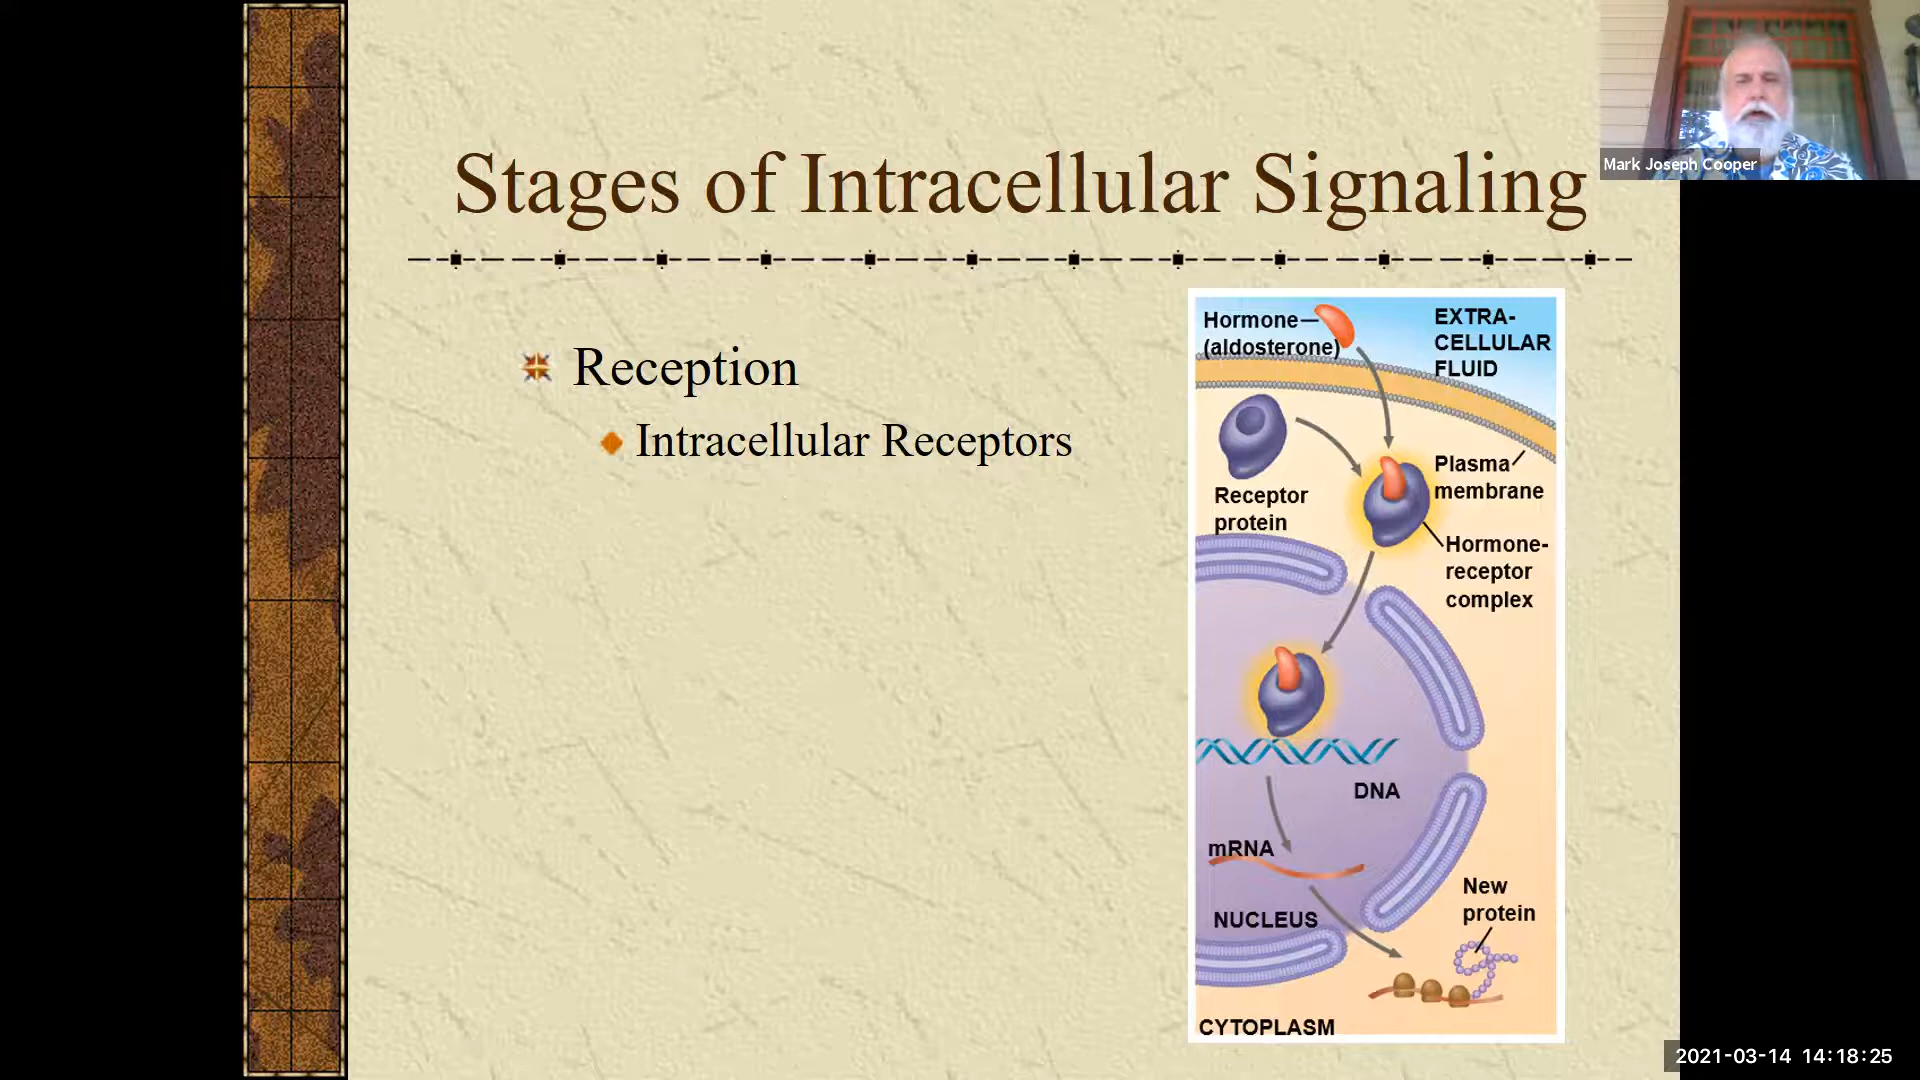 Mark Joseph Cooper
Stages of Intracellular Signaling
Reception
Intracellular Receptors
Hormone
(aldosterone)
EXTRA-
CELLULAR
FLUID
Plasma
membrane
Receptor
protein
Hormone-
receptor
complex
DNA
mRNA
NUCLEUS
New
protein
CYTOPLASM
2021-03-14 14:18:25